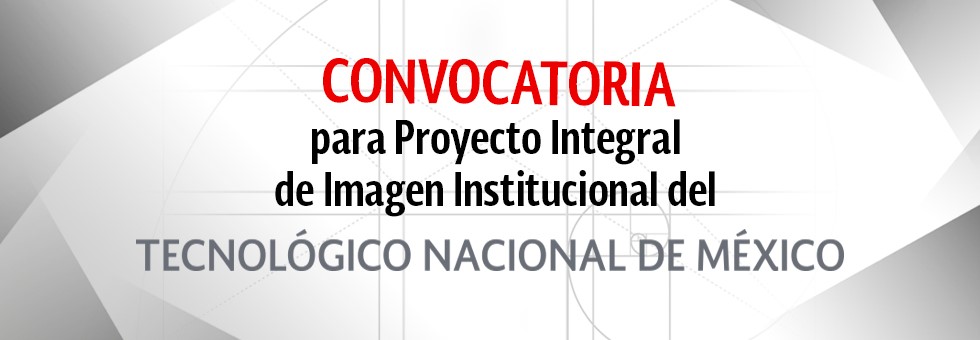 CONVOCATORIA
para Proyecto Integral
de Imagen Institucional del
TECNOLÓGICO NACIONAL DE MÉXICO